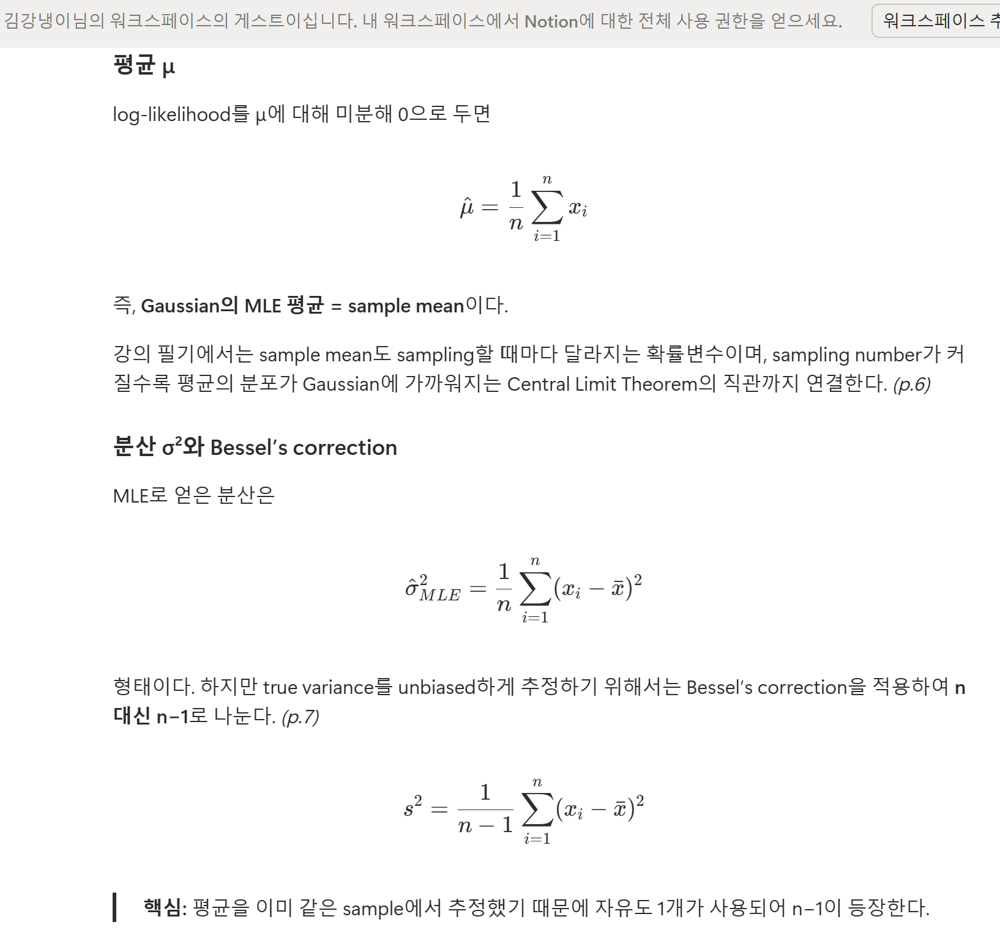 김강냉이님의 워크스페이스의 게스트이십니다. 내 워크스페이스에서 Notion에 대한 전체 사용 권한을 얻으세요. 워크스페이스
평균 μ
log-likelihood를 μ에 대해 미분해 0으로 두면
μ̂ = 1/n ∑_{i=1}^{n} x_i
즉, Gaussian의 MLE 평균 = sample mean이다.
강의 필기에서는 sample mean도 sampling할 때마다 달라지는 확률변수이며, sampling number가 커
질수록 평균의 분포가 Gaussian에 가까워지는 Central Limit Theorem의 직관까지 연결한다. (p.6)
분산 σ²와 Bessel’s correction
MLE로 얻은 분산은
σ̂²_{MLE} = 1/n ∑_{i=1}^{n} (x_i − x̄)²
형태이다. 하지만 true variance를 unbiased하게 추정하기 위해서는 Bessel’s correction을 적용하여 n
대신 n−1로 나눈다. (p.7)
s² = 1/(n − 1) ∑_{i=1}^{n} (x_i − x̄)²
핵심: 평균을 이미 같은 sample에서 추정했기 때문에 자유도 1개가 사용되어 n−1이 등장한다.